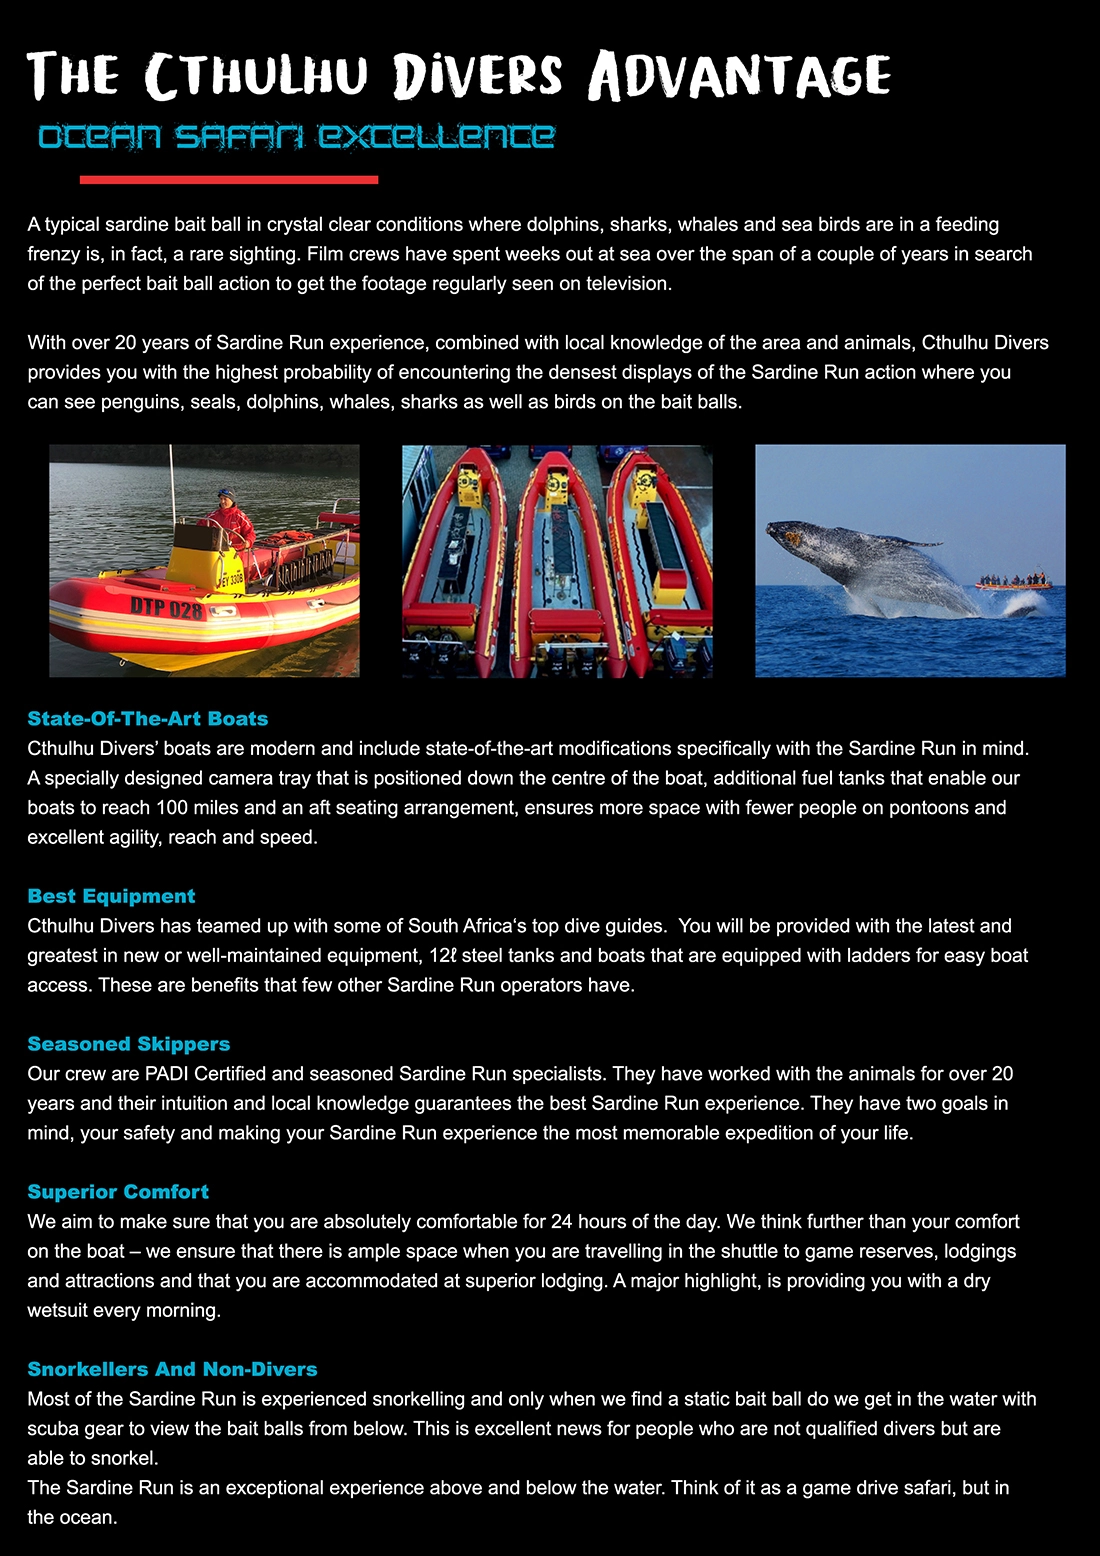 The Cthulhu Divers Advantage
Ocean Safari Excellence
A typical sardine bait ball in crystal clear conditions where dolphins, sharks, whales and sea birds are in a feeding
frenzy is, in fact, a rare sighting. Film crews have spent weeks out at sea over the span of a couple of years in search
of the perfect bait ball action to get the footage regularly seen on television.
With over 20 years of Sardine Run experience, combined with local knowledge of the area and animals, Cthulhu Divers
provides you with the highest probability of encountering the densest displays of the Sardine Run action where you
can see penguins, seals, dolphins, whales, sharks as well as birds on the bait balls.
EY 330B
DTP 028
State-Of-The-Art Boats
Cthulhu Divers’ boats are modern and include state-of-the-art modifications specifically with the Sardine Run in mind.
A specially designed camera tray that is positioned down the centre of the boat, additional fuel tanks that enable our
boats to reach 100 miles and an aft seating arrangement, ensures more space with fewer people on pontoons and
excellent agility, reach and speed.
Best Equipment
Cthulhu Divers has teamed up with some of South Africa‘s top dive guides.  You will be provided with the latest and
greatest in new or well-maintained equipment, 12ℓ steel tanks and boats that are equipped with ladders for easy boat
access. These are benefits that few other Sardine Run operators have.
Seasoned Skippers
Our crew are PADI Certified and seasoned Sardine Run specialists. They have worked with the animals for over 20
years and their intuition and local knowledge guarantees the best Sardine Run experience. They have two goals in
mind, your safety and making your Sardine Run experience the most memorable expedition of your life.
Superior Comfort
We aim to make sure that you are absolutely comfortable for 24 hours of the day. We think further than your comfort
on the boat – we ensure that there is ample space when you are travelling in the shuttle to game reserves, lodgings
and attractions and that you are accommodated at superior lodging. A major highlight, is providing you with a dry
wetsuit every morning.
Snorkellers And Non-Divers
Most of the Sardine Run is experienced snorkelling and only when we find a static bait ball do we get in the water with
scuba gear to view the bait balls from below. This is excellent news for people who are not qualified divers but are
able to snorkel.
The Sardine Run is an exceptional experience above and below the water. Think of it as a game drive safari, but in
the ocean.